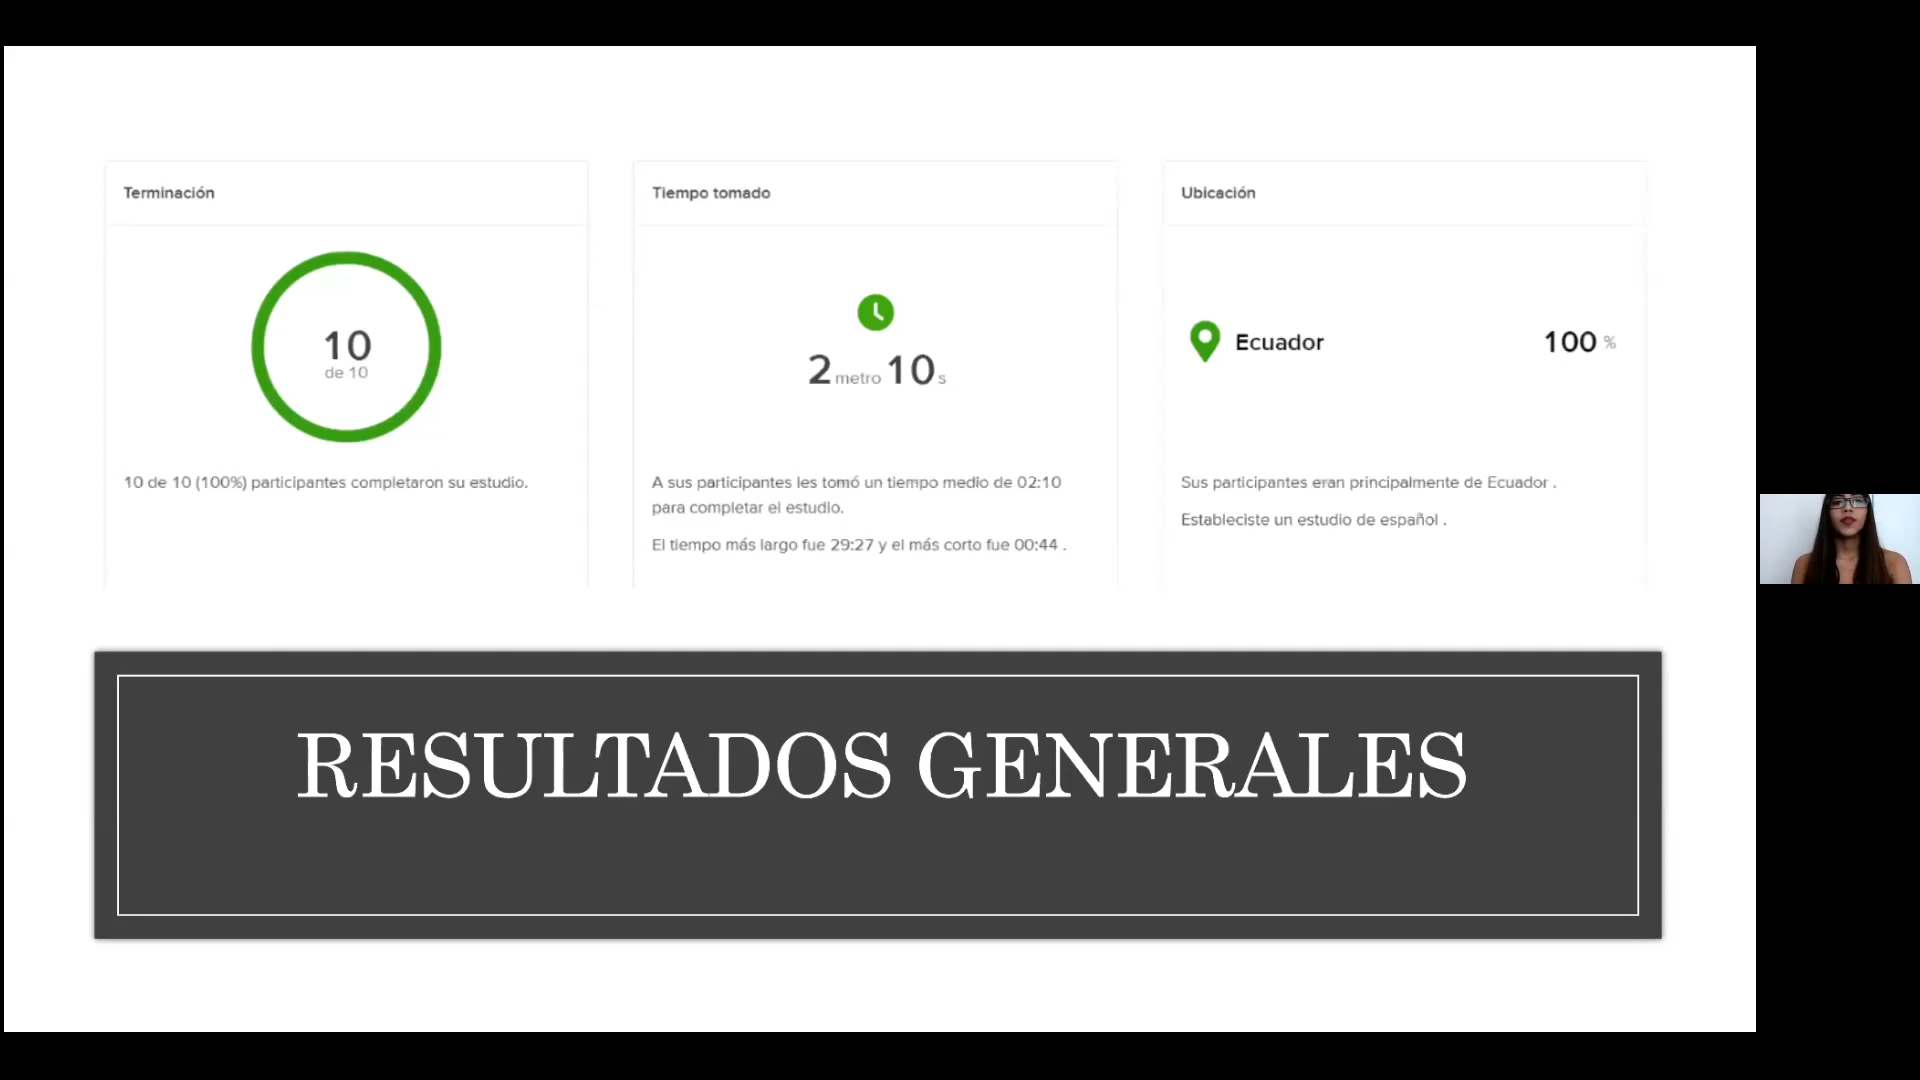 Terminación
10
de 10
10 de 10 (100%) participantes completaron su estudio.
Tiempo tomado
2 metro 10 s
A sus participantes les tomó un tiempo medio de 02:10
para completar el estudio.
El tiempo más largo fue 29:27 y el más corto fue 00:44 .
Ubicación
Ecuador 100 %
Sus participantes eran principalmente de Ecuador .
Estableciste un estudio de español .
RESULTADOS GENERALES